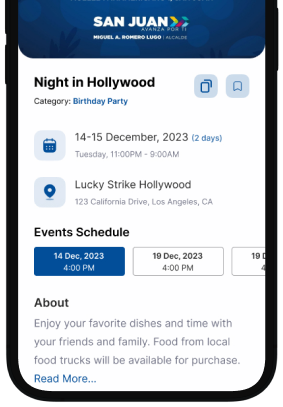 SAN JUAN
AVANZA POR TI
MIGUEL A. ROMERO LUGO | ALCALDE
Night in Hollywood
Category: Birthday Party
14-15 December, 2023 (2 days)
Tuesday, 11:00PM - 9:00AM
Lucky Strike Hollywood
123 California Drive, Los Angeles, CA
Events Schedule
14 Dec, 2023
4:00 PM
19 Dec, 2023
4:00 PM
19 D
4
About
Enjoy your favorite dishes and time with
your friends and family. Food from local
food trucks will be available for purchase.
Read More...